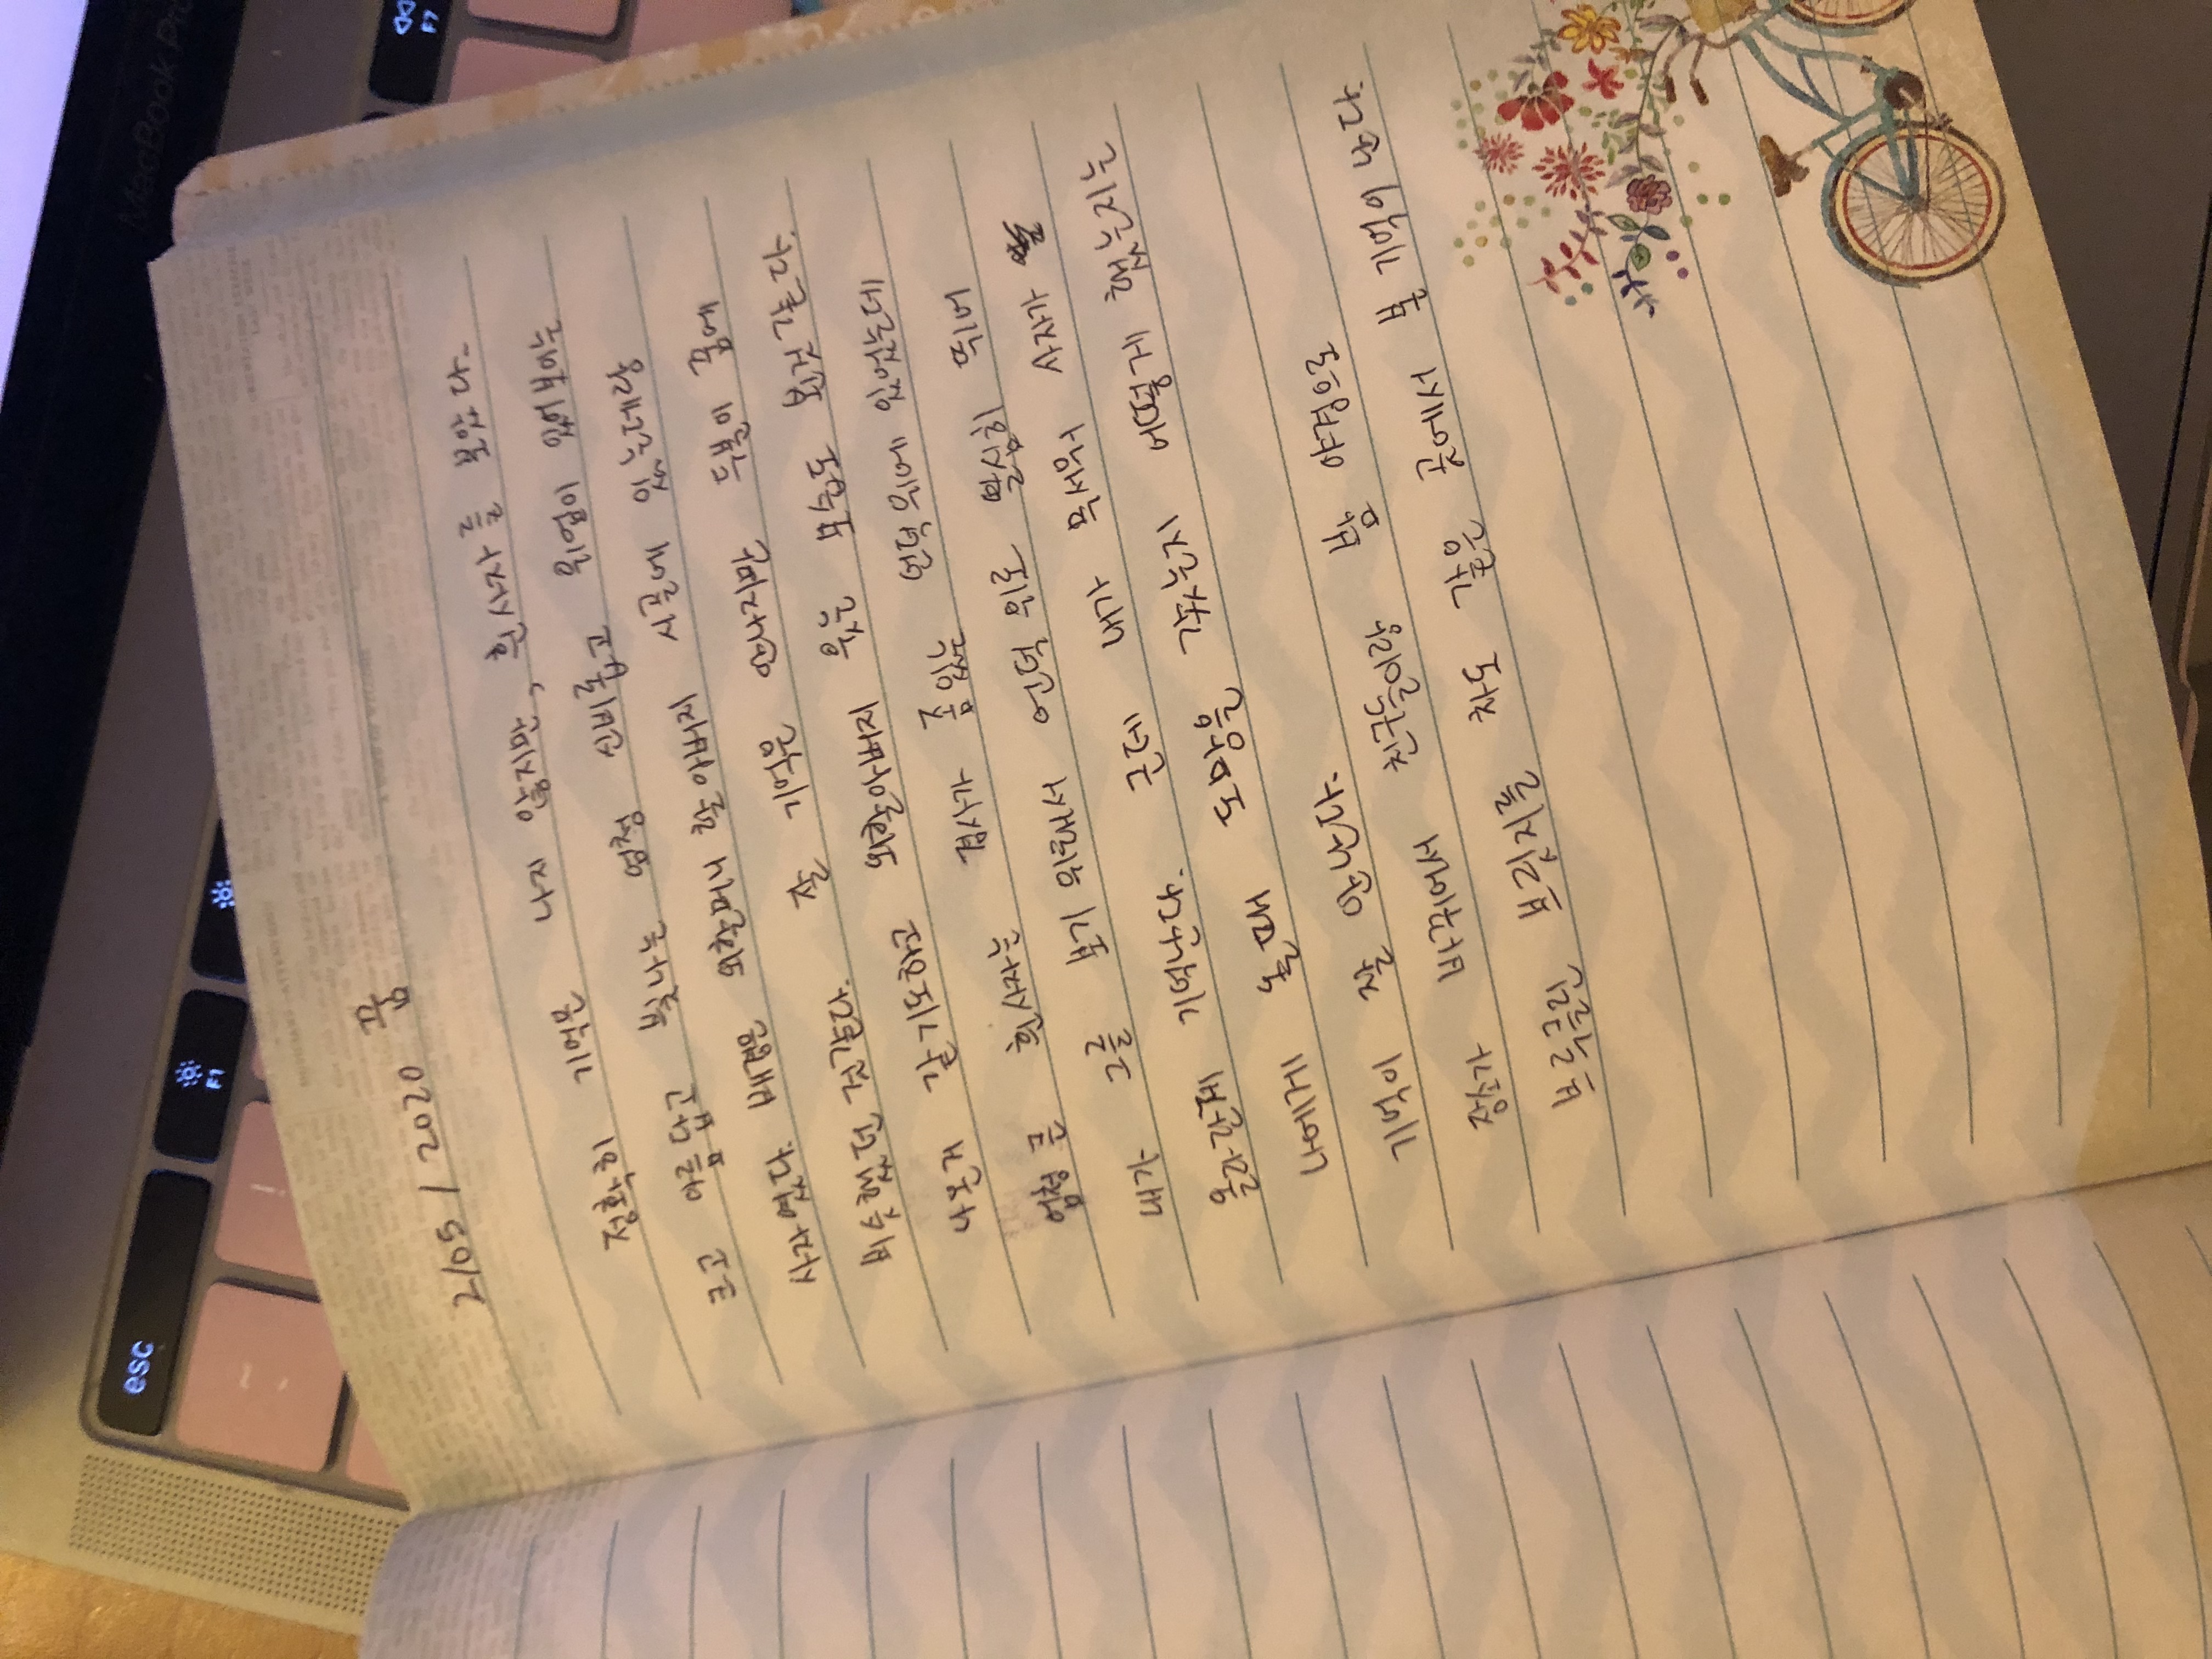 esc
F1
MacBook Pro
F7
2/05/2020 꿈
정확히 기억은 나지 않지만, 흰사자를 보았다.
크고 아름답고 빛나는 엄청 신비롭고 위엄이 있어보이는
사자였다. 배경은 외할머니 할아버지 시골에 있는데랑
비슷했던 것같다. 잘 기억은 안나지만 두분이 꿈에
나온거 같기도하고 외할아버지 웃는 모습도 본것같다.
엄청 큰 흰사자는 경사가 좀있는 언덕위에 있었는데
내가 그를 보기위해서 언덕 위로 열심히 뛰어
올라간게 기억난다. 근데 내가 무서워 사자가
나에게 올때 도망을 갔는지 어떻게 했는지는
기억이 잘 안난다.
장소가 바뀌어서 친구들이랑 밤 야경으로
브루클린 브릿지를 차도 같은 곳에서 본 기억이 난다.